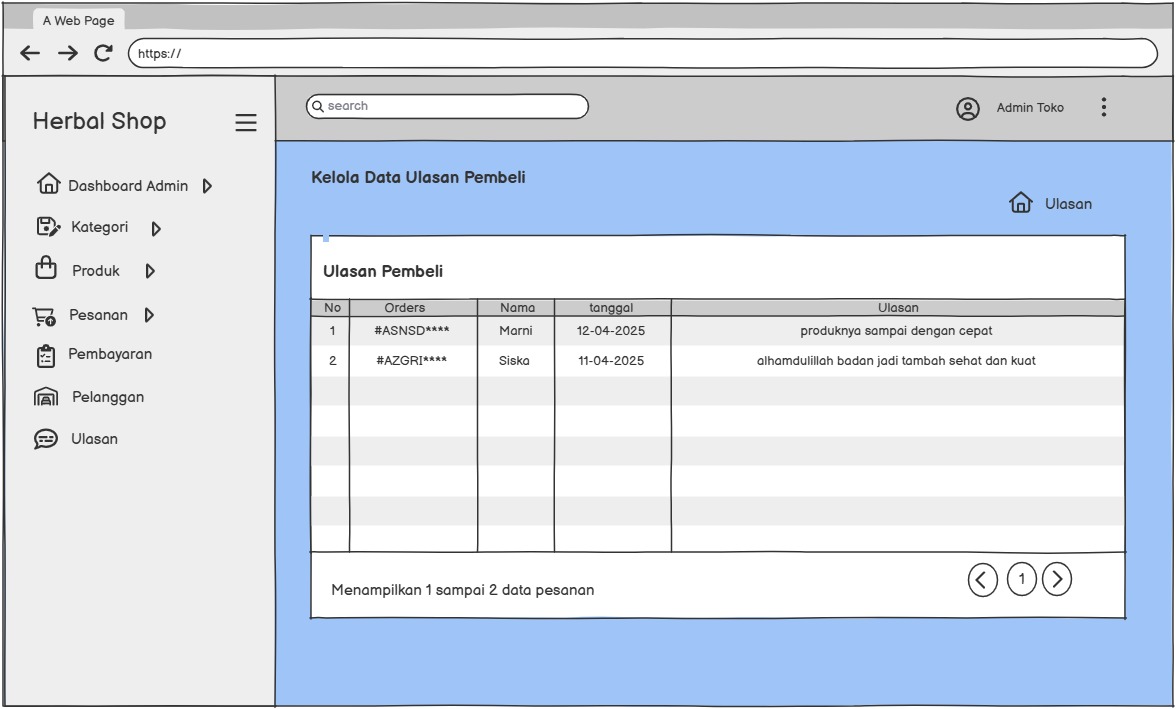 A Web Page
https://
Herbal Shop
search
Admin Toko
Dashboard Admin
Kategori
Produk
Pesanan
Pembayaran
Pelanggan
Ulasan
Kelola Data Ulasan Pembeli
Ulasan
Ulasan Pembeli
No Orders Nama tanggal Ulasan
1 #ASNSD**** Marni 12-04-2025 produknya sampai dengan cepat
2 #AZGRI**** Siska 11-04-2025 alhamdulillah badan jadi tambah sehat dan kuat
Menampilkan 1 sampai 2 data pesanan
1